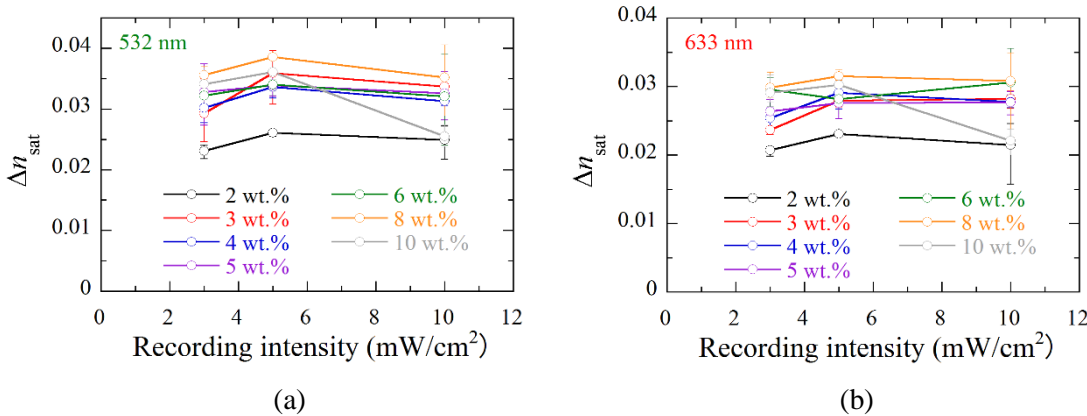 532 nm
0.04
0.03
0.02
0.01
0
Δn_sat
2 wt.%
3 wt.%
4 wt.%
5 wt.%
6 wt.%
8 wt.%
10 wt.%
0 2 4 6 8 10 12
Recording intensity (mW/cm²)
(a)
633 nm
0.04
0.03
0.02
0.01
0
Δn_sat
2 wt.%
3 wt.%
4 wt.%
5 wt.%
6 wt.%
8 wt.%
10 wt.%
0 2 4 6 8 10 12
Recording intensity (mW/cm²)
(b)